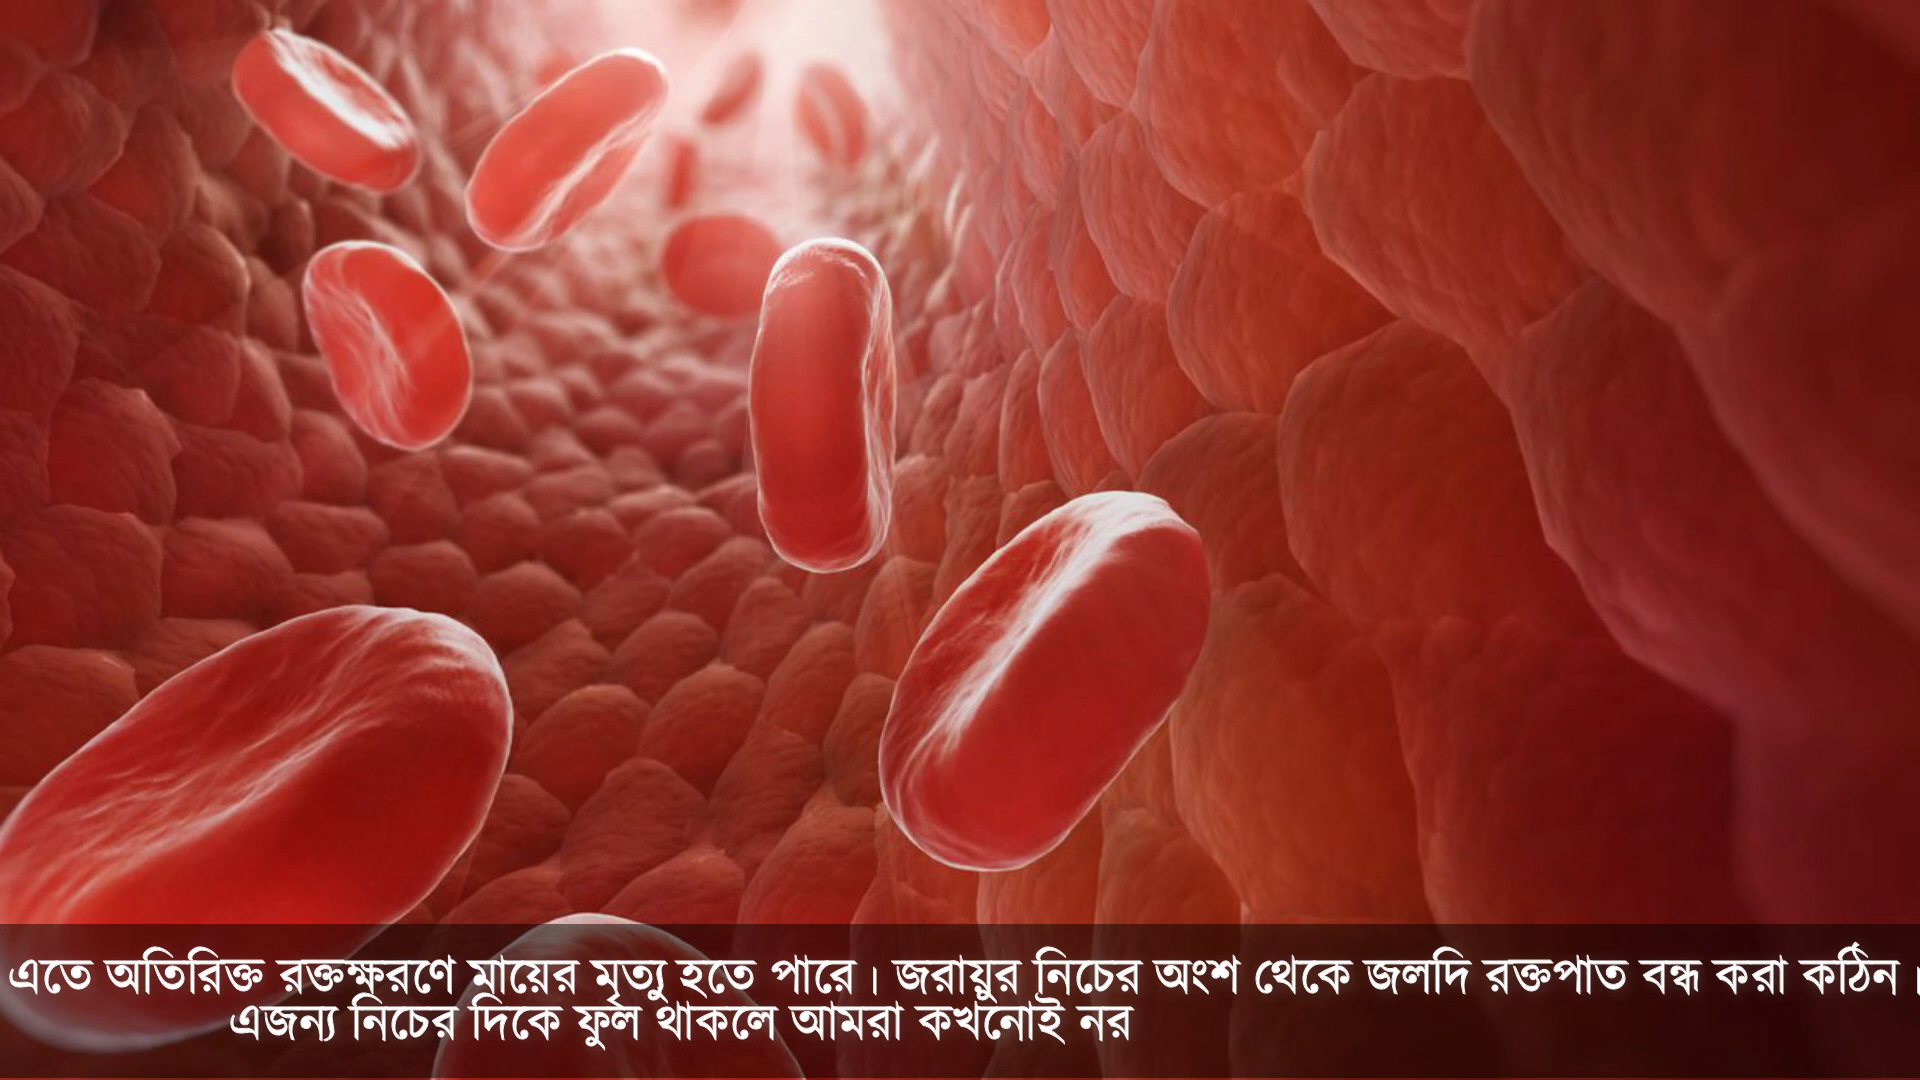 এতে অতিরিক্ত রক্তক্ষরণে মায়ের মৃত্যু হতে পারে। জরায়ুর নিচের অংশ থেকে জলদি রক্তপাত বন্ধ করা কঠিন।
এজন্য নিচের দিকে ফুল থাকলে আমরা কখনোই নর